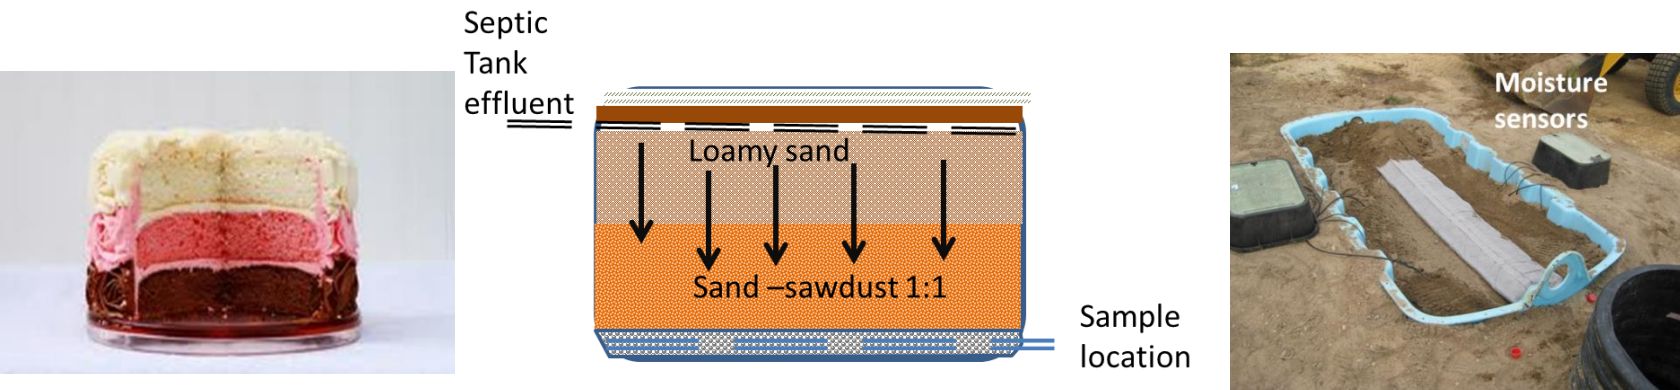 Septic
Tank
effluent
Loamy sand
Sand –sawdust 1:1
Sample
location
Moisture
sensors